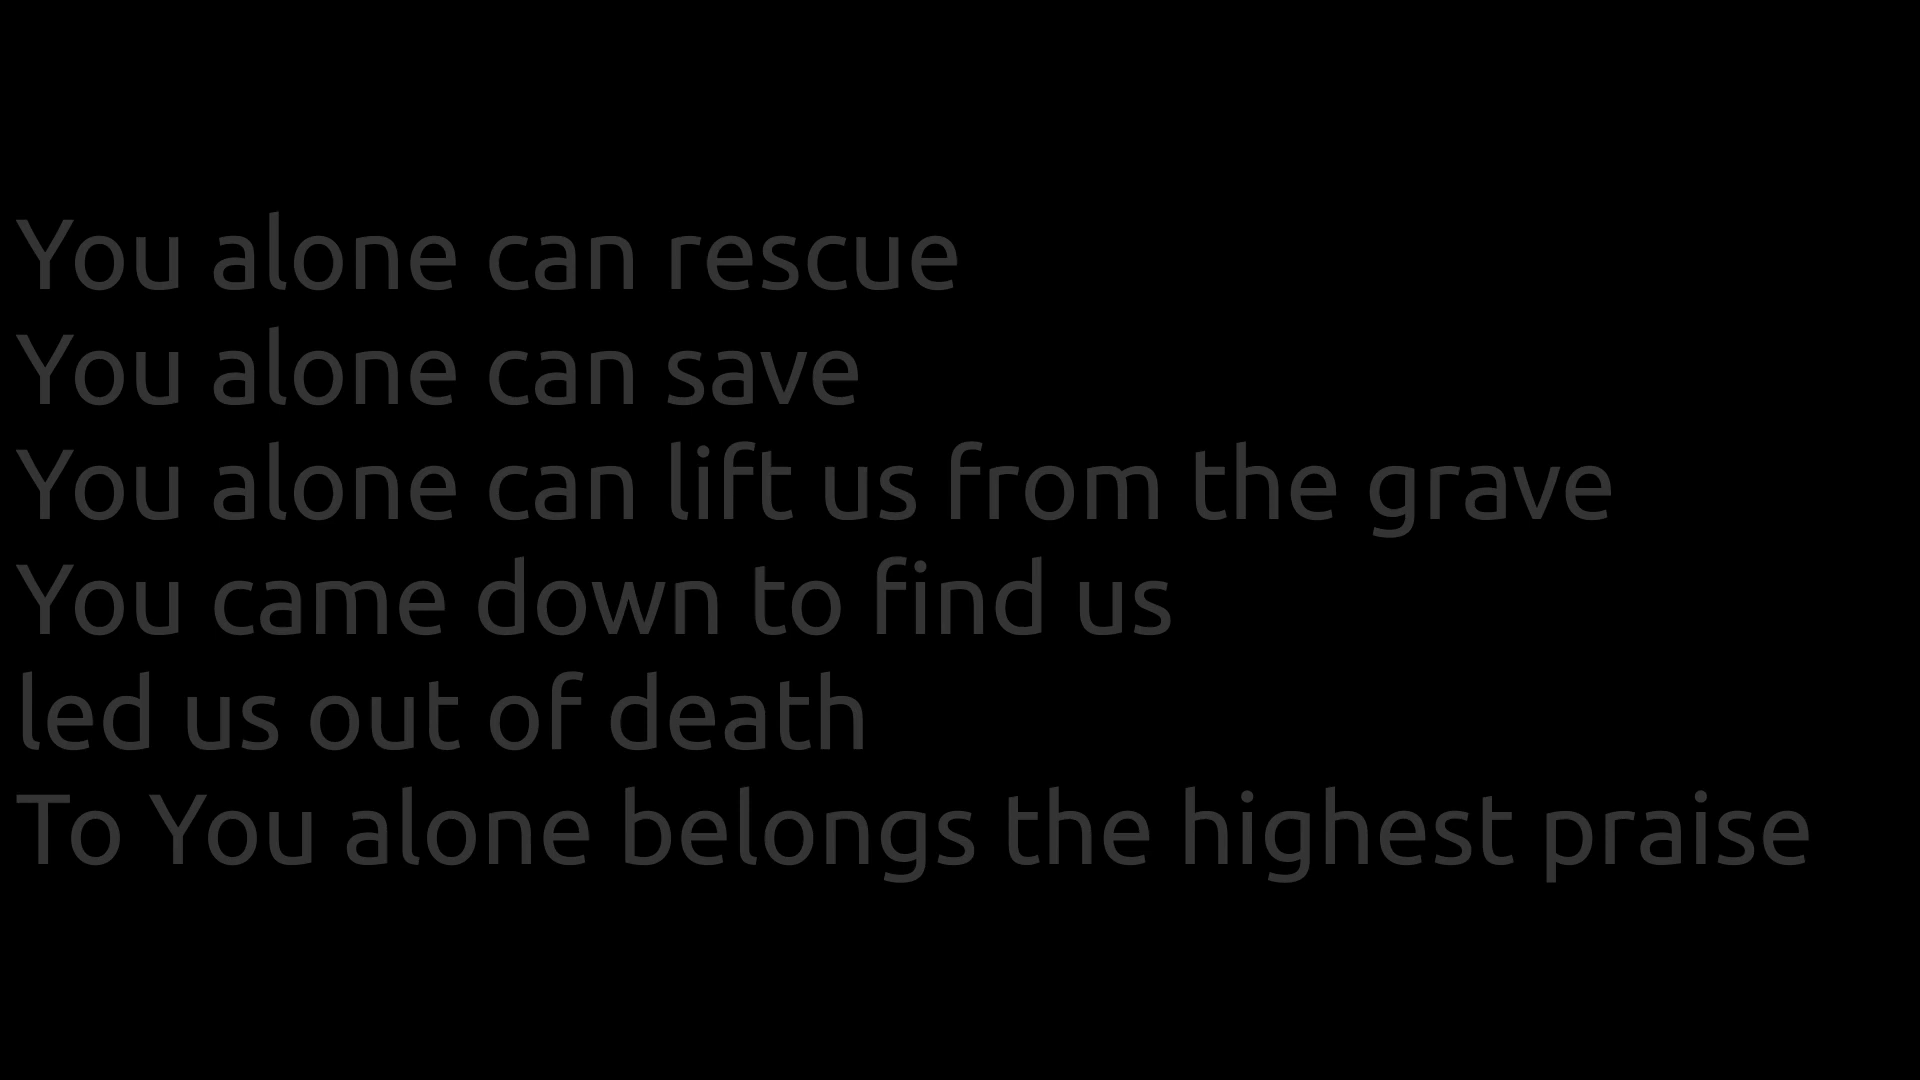 You alone can rescue
You alone can save
You alone can lift us from the grave
You came down to find us
led us out of death
To You alone belongs the highest praise